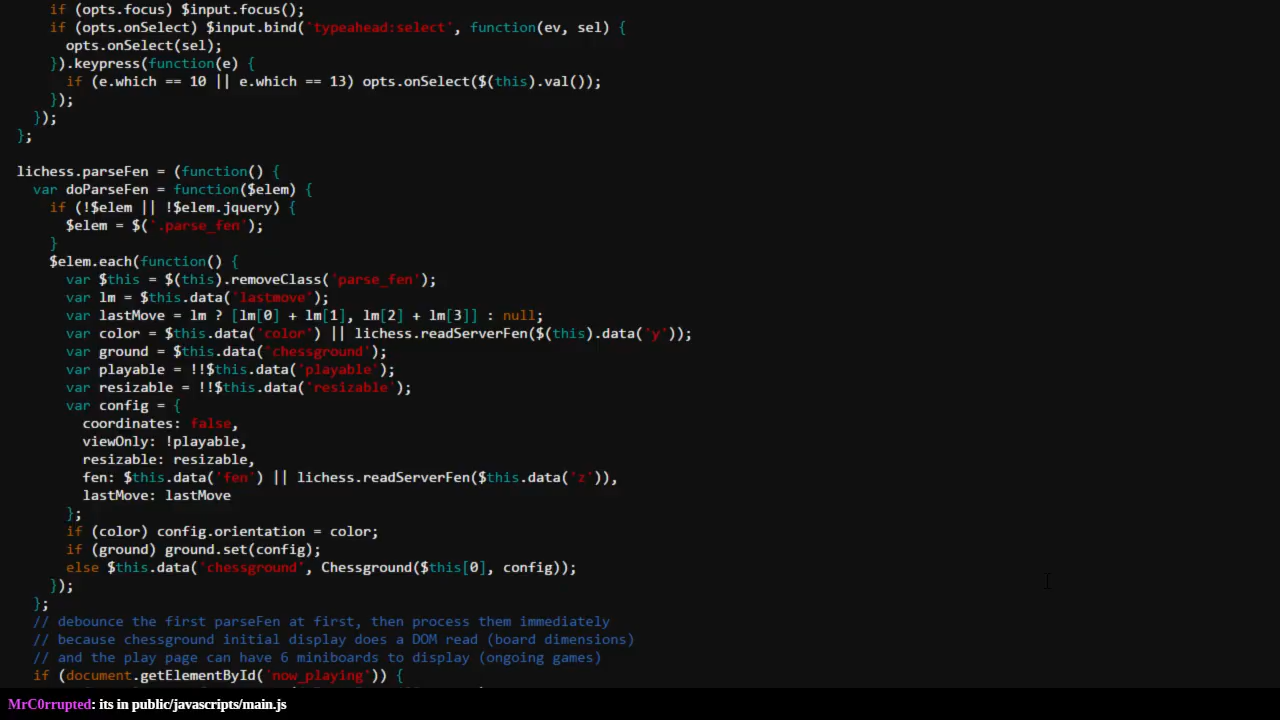 if (opts.focus) $input.focus();
if (opts.onSelect) $input.bind('typeahead:select', function(ev, sel) {
opts.onSelect(sel);
}).keypress(function(e) {
if (e.which == 10 || e.which == 13) opts.onSelect($(this).val());
});
});
};
lichess.parseFen = (function() {
var doParseFen = function($elem) {
if (!$elem || !$elem.jquery) {
$elem = $('.parse_fen');
}
$elem.each(function() {
var $this = $(this).removeClass('parse_fen');
var lm = $this.data('lastmove');
var lastMove = lm ? [lm[0] + lm[1], lm[2] + lm[3]] : null;
var color = $this.data('color') || lichess.readServerFen($(this).data('y'));
var ground = $this.data('chessground');
var playable = !!$this.data('playable');
var resizable = !!$this.data('resizable');
var config = {
coordinates: false,
viewOnly: !playable,
resizable: resizable,
fen: $this.data('fen') || lichess.readServerFen($this.data('z')),
lastMove: lastMove
};
if (color) config.orientation = color;
if (ground) ground.set(config);
else $this.data('chessground', Chessground($this[0], config));
});
};
// debounce the first parseFen at first, then process them immediately
// because chessground initial display does a DOM read (board dimensions)
// and the play page can have 6 miniboards to display (ongoing games)
if (document.getElementById('now_playing')) {
MrC0rrupted: its in public/javascripts/main.js